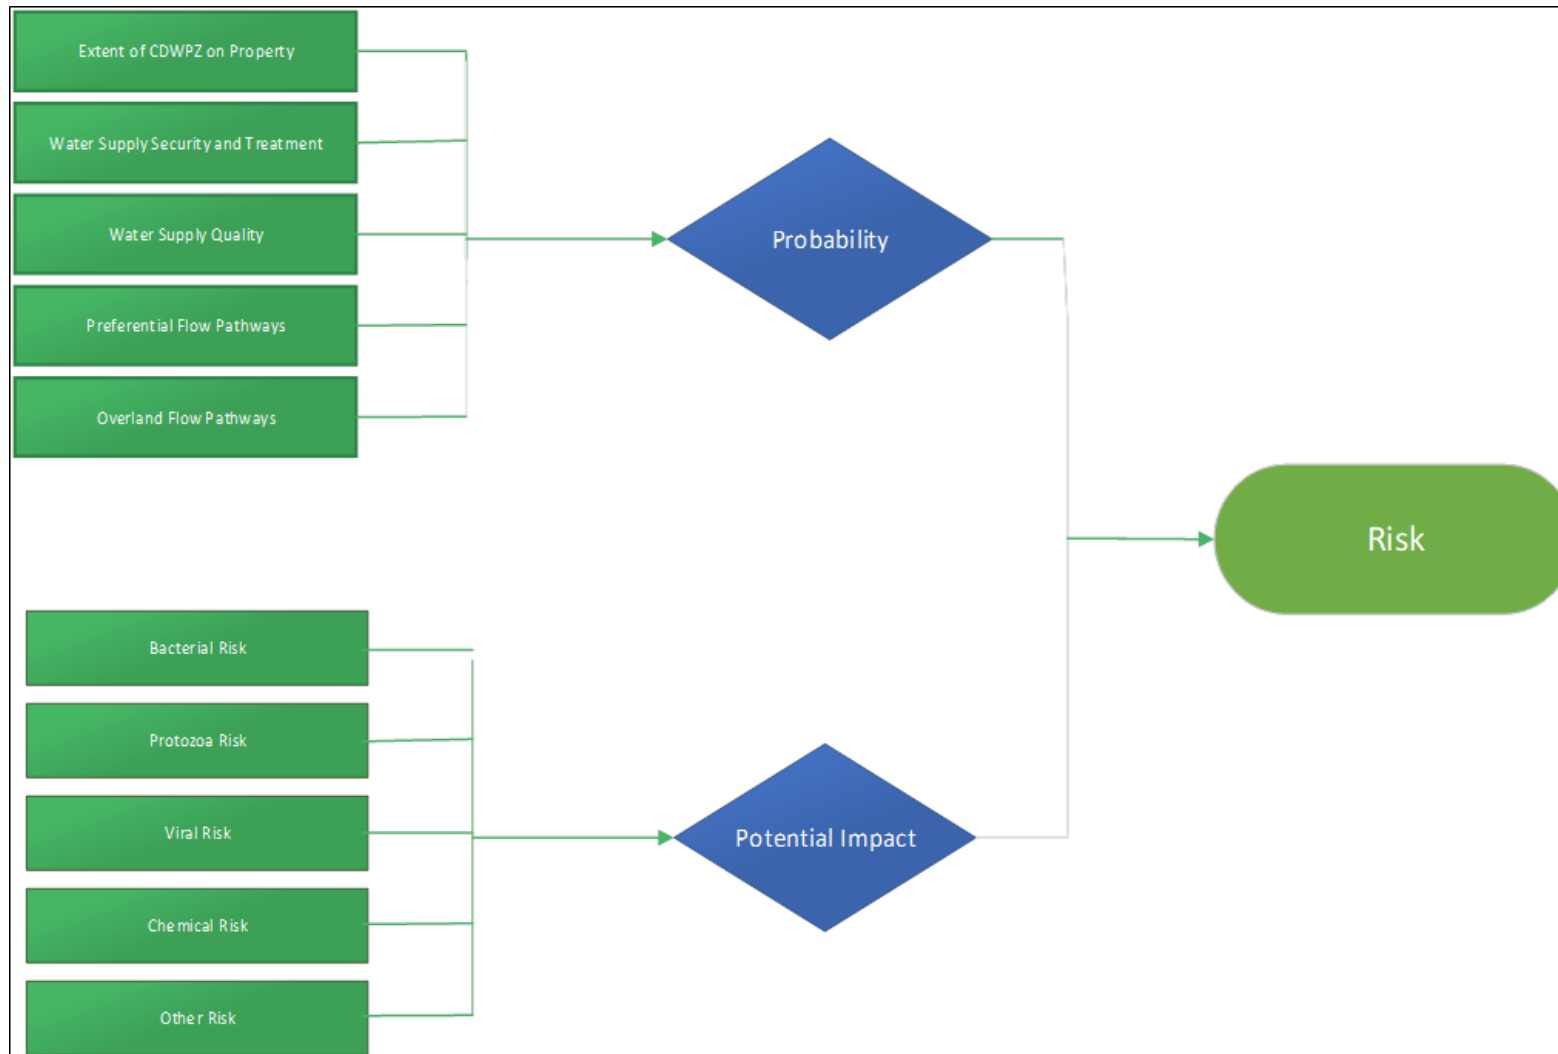 Extent of CDWPZ on Property
Water Supply Security and Treatment
Water Supply Quality
Preferential Flow Pathways
Overland Flow Pathways
Probability
Risk
Bacterial Risk
Protozoa Risk
Viral Risk
Chemical Risk
Other Risk
Potential Impact